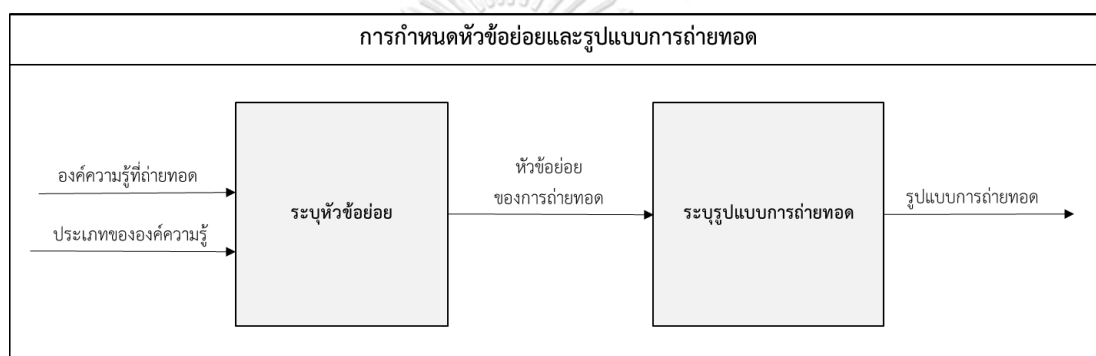 การกำหนดหัวข้อย่อยและรูปแบบการถ่ายทอด
องค์ความรู้ที่ถ่ายทอด
ประเภทขององค์ความรู้
ระบุหัวข้อย่อย
หัวข้อย่อย
ของการถ่ายทอด
ระบุรูปแบบการถ่ายทอด
รูปแบบการถ่ายทอด